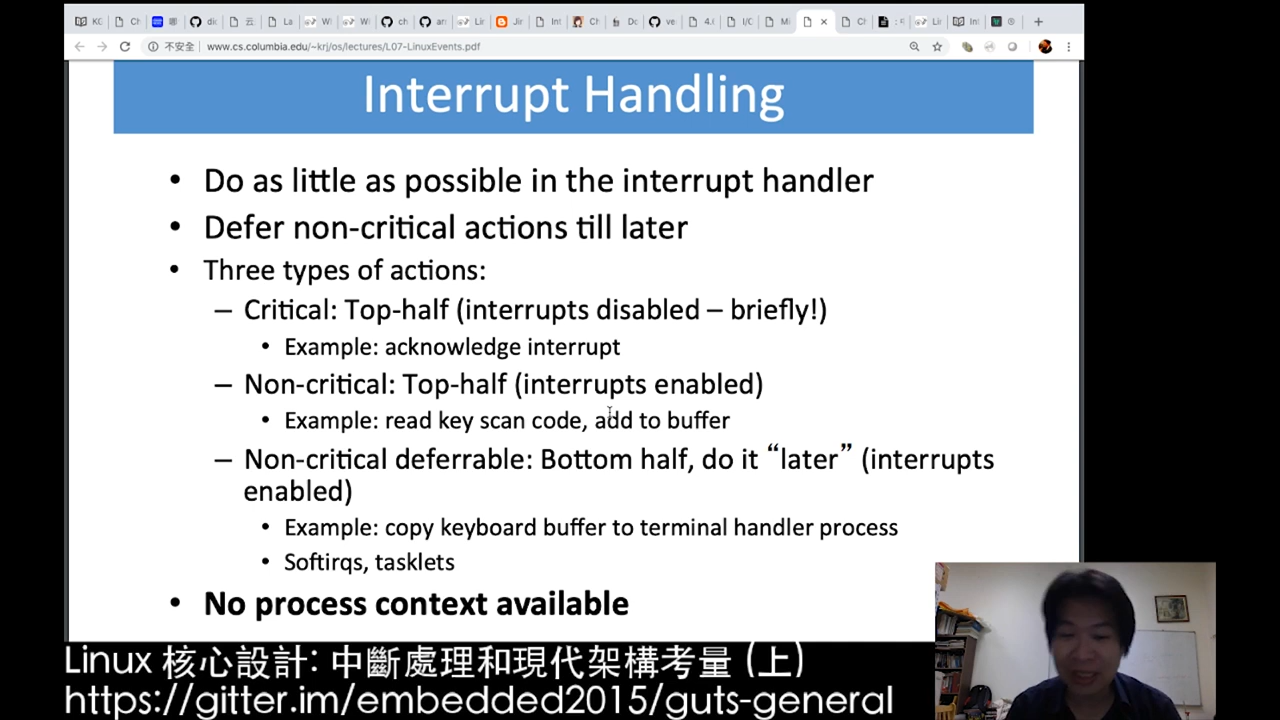 不安全 www.cs.columbia.edu/~krj/os/lectures/L07-LinuxEvents.pdf
Interrupt Handling
• Do as little as possible in the interrupt handler
• Defer non-critical actions till later
• Three types of actions:
– Critical: Top-half (interrupts disabled – briefly!)
• Example: acknowledge interrupt
– Non-critical: Top-half (interrupts enabled)
• Example: read key scan code, add to buffer
– Non-critical deferrable: Bottom half, do it “later” (interrupts
enabled)
• Example: copy keyboard buffer to terminal handler process
• Softirqs, tasklets
• No process context available
Linux 核心設計: 中斷處理和現代架構考量 (上)
https://gitter.im/embedded2015/guts-general